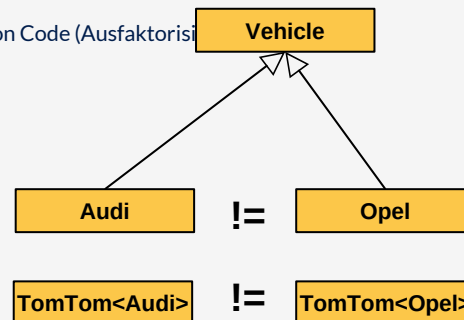 on Code (Ausfaktorisi
Vehicle
Audi != Opel
TomTom<Audi> != TomTom<Opel>